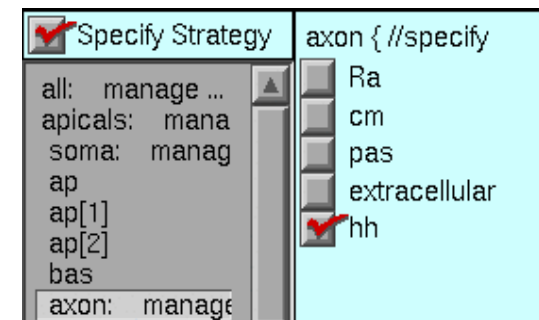 Specify Strategy
all: manage ...
apicals: mana
soma: manag
ap
ap[1]
ap[2]
bas
axon: manage
axon { //specify
Ra
cm
pas
extracellular
hh